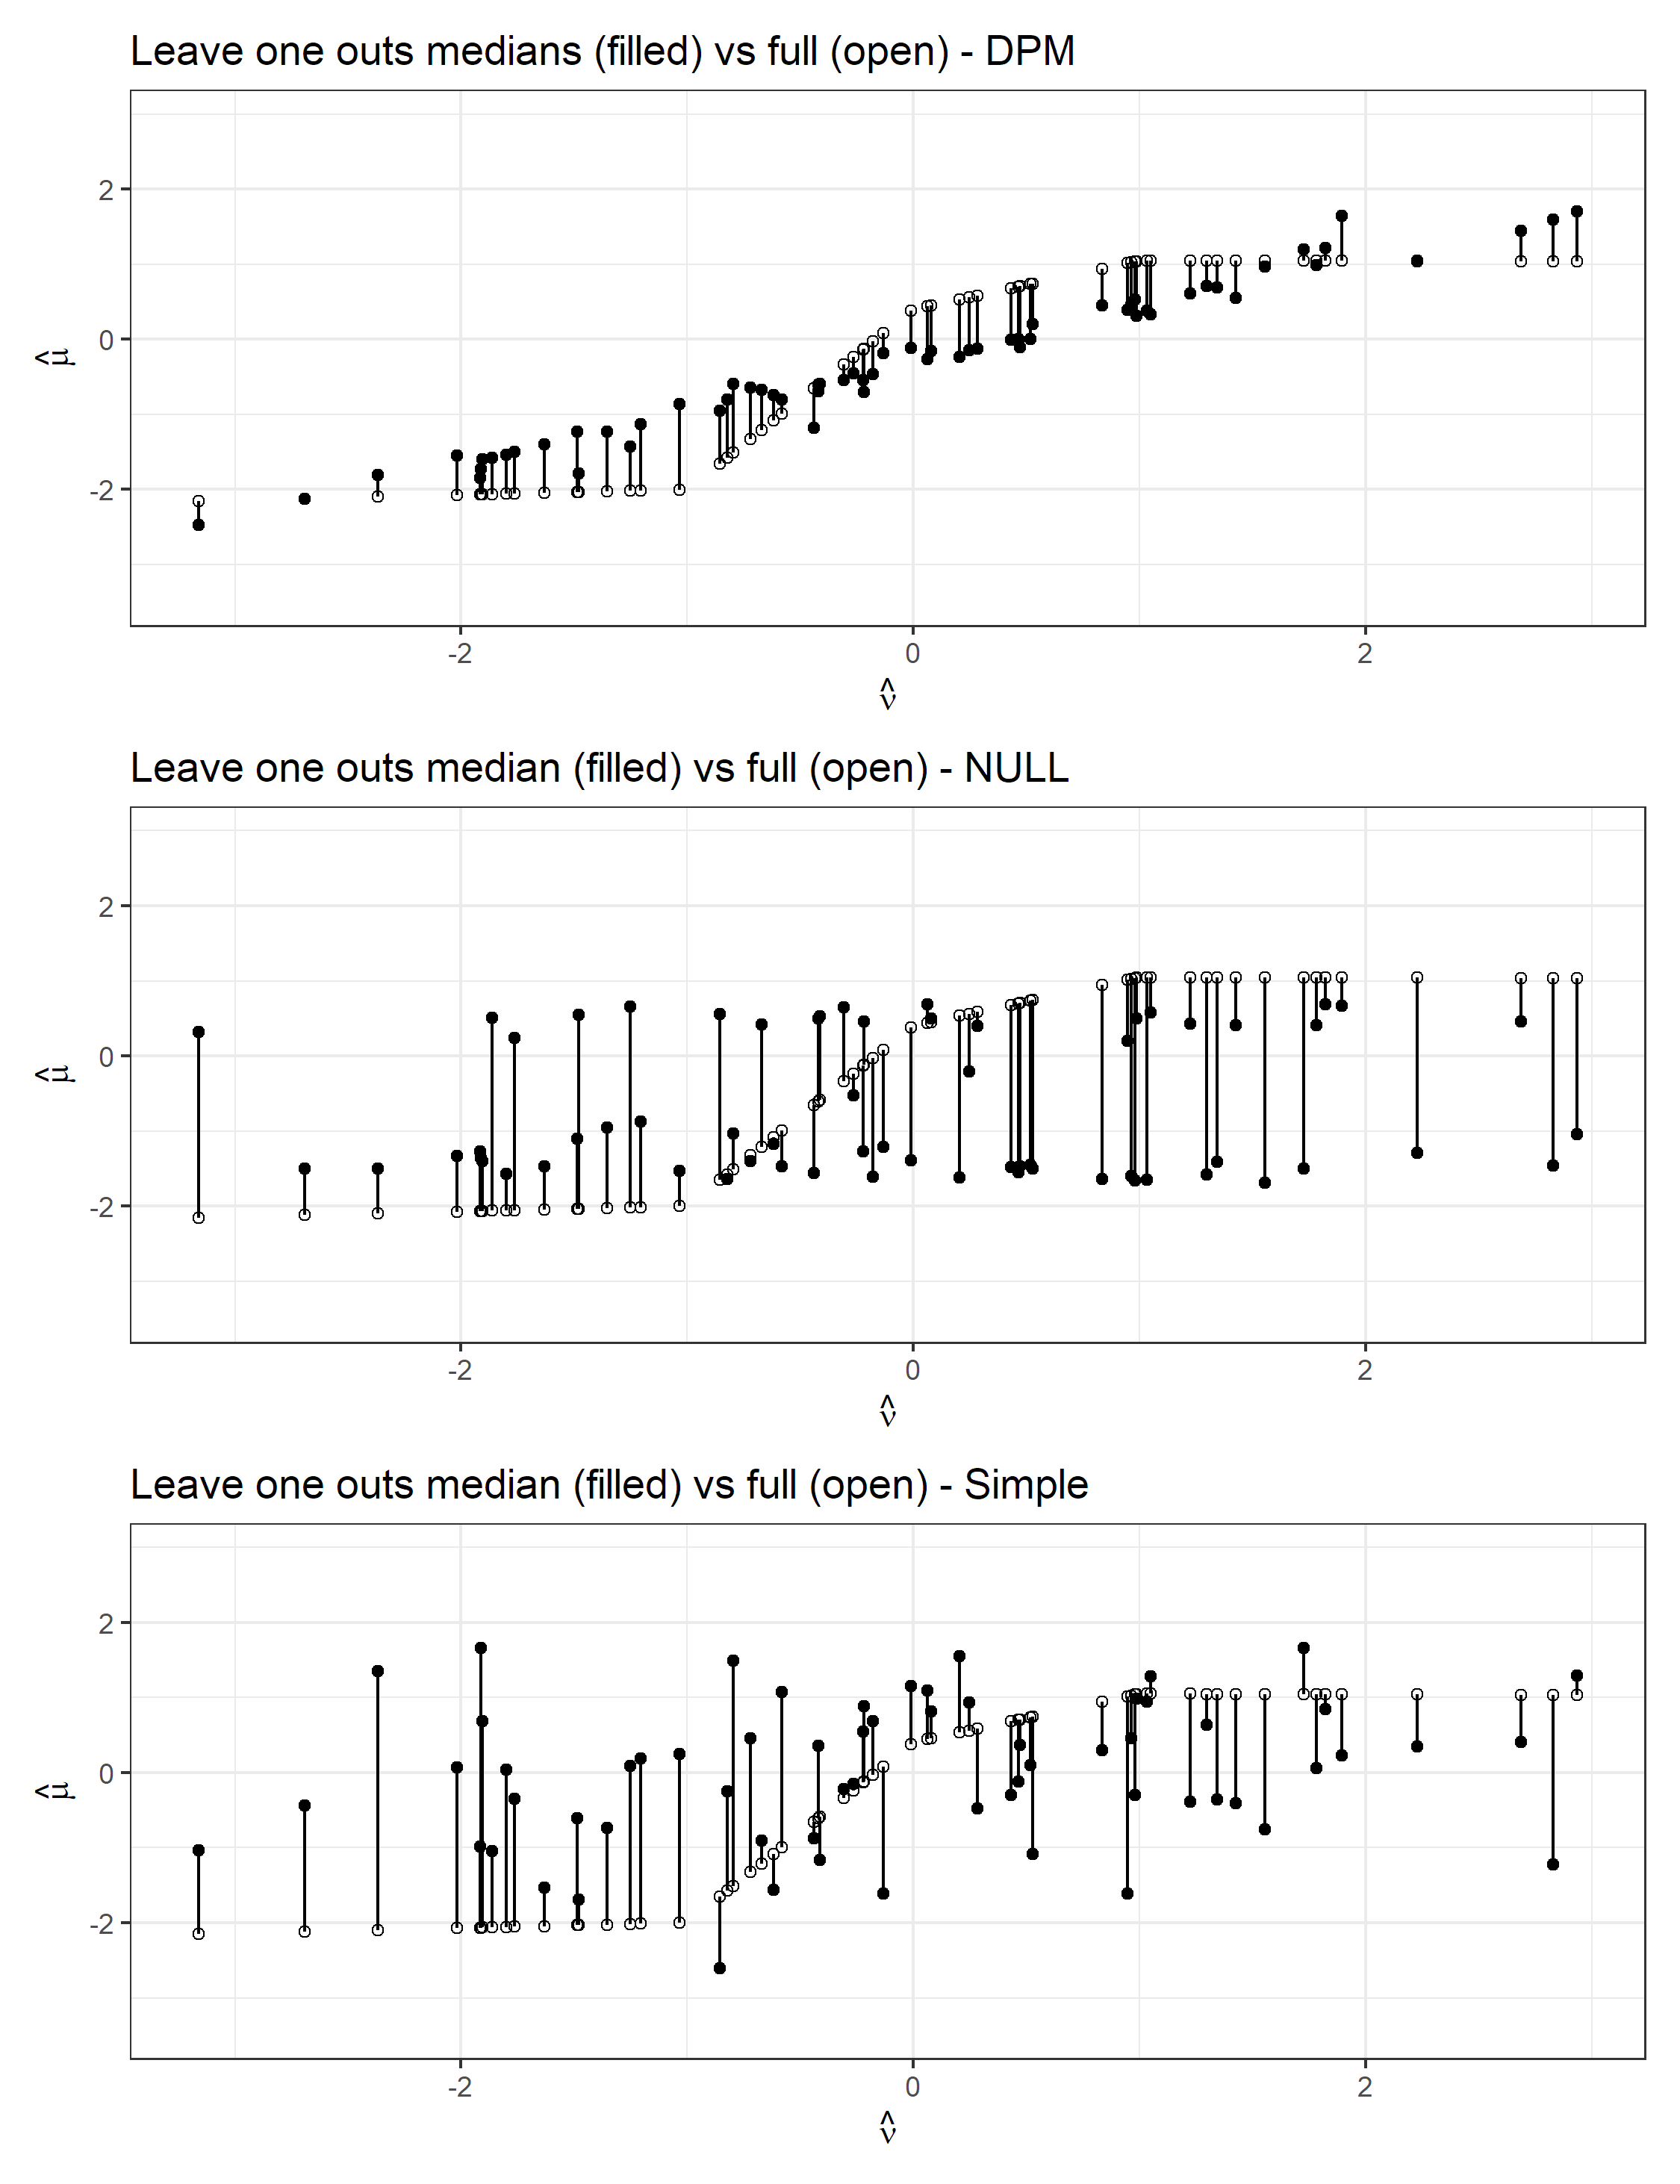 Leave one outs medians (filled) vs full (open) - DPM
2
0
-2
μ̂
-2 0 2
ν̂
Leave one outs median (filled) vs full (open) - NULL
2
0
-2
μ̂
-2 0 2
ν̂
Leave one outs median (filled) vs full (open) - Simple
2
0
-2
μ̂
-2 0 2
ν̂